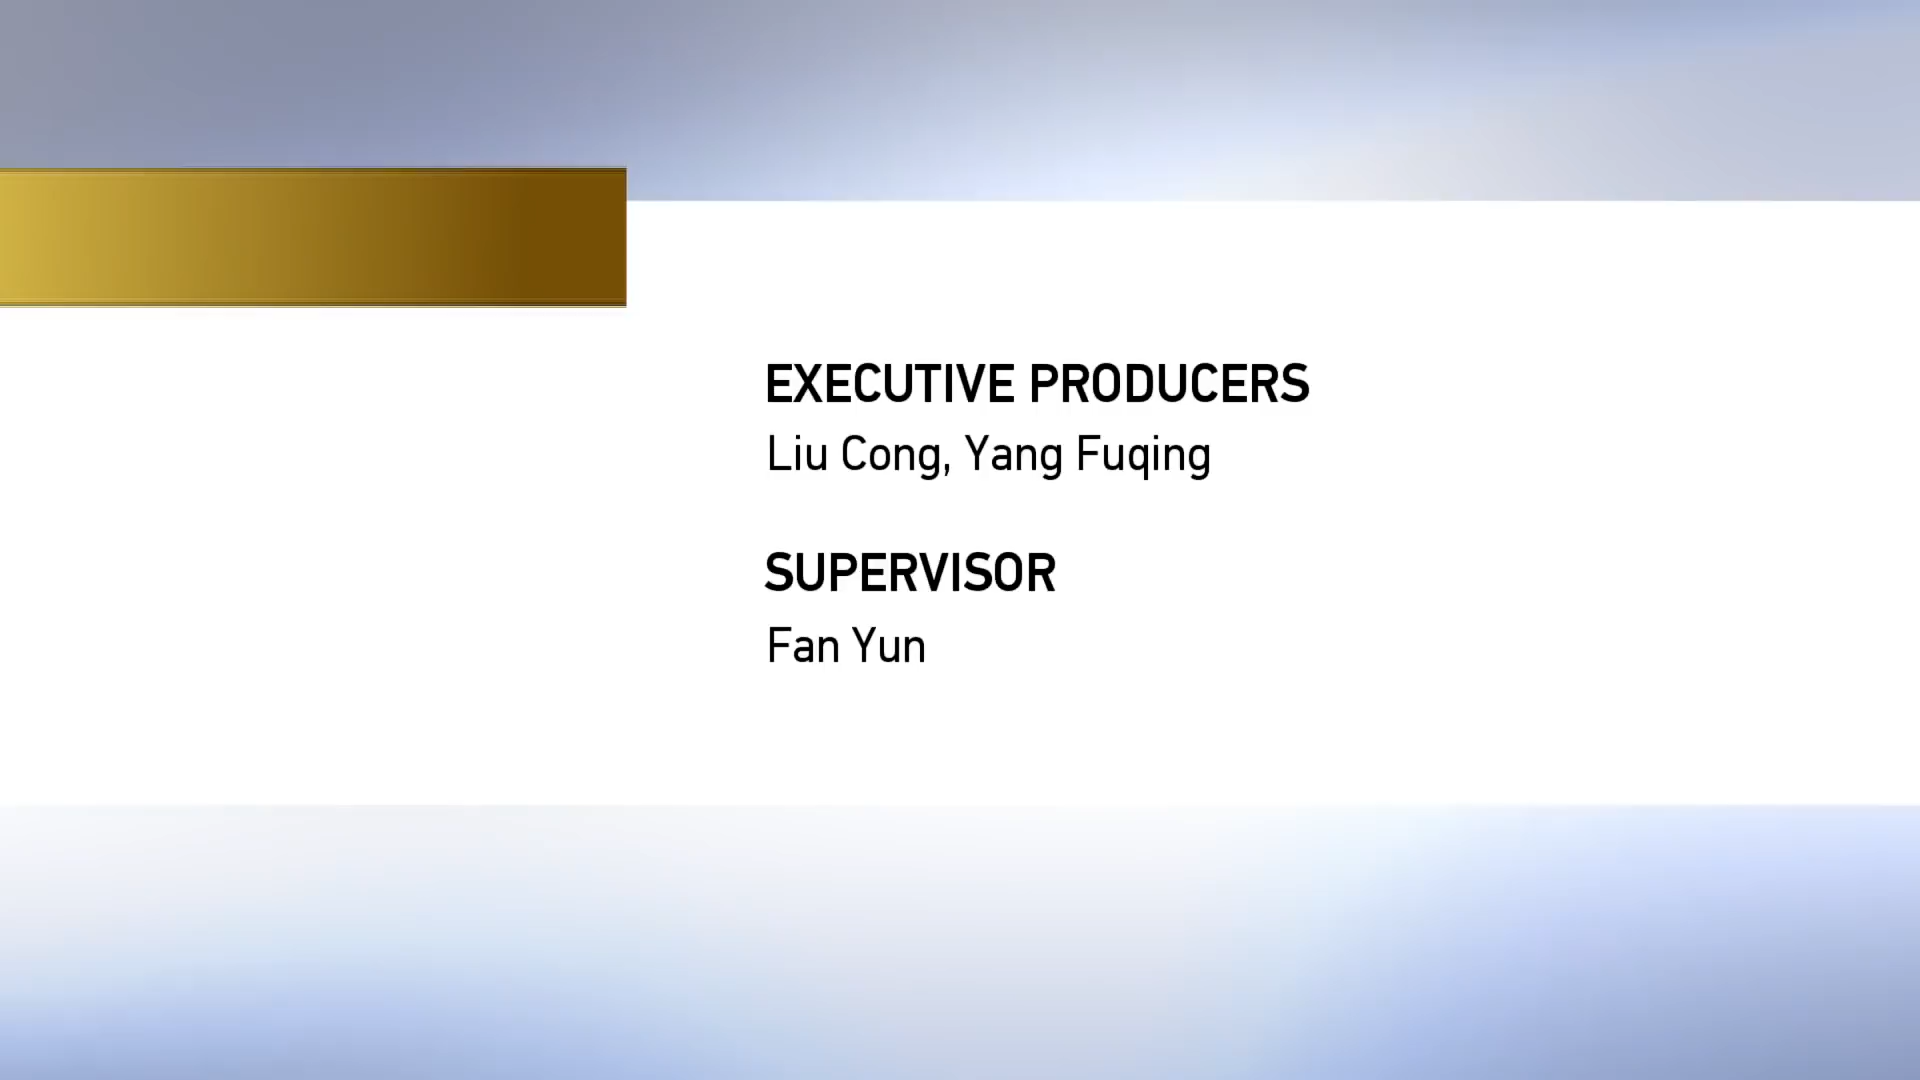 EXECUTIVE PRODUCERS
Liu Cong, Yang Fuqing
SUPERVISOR
Fan Yun